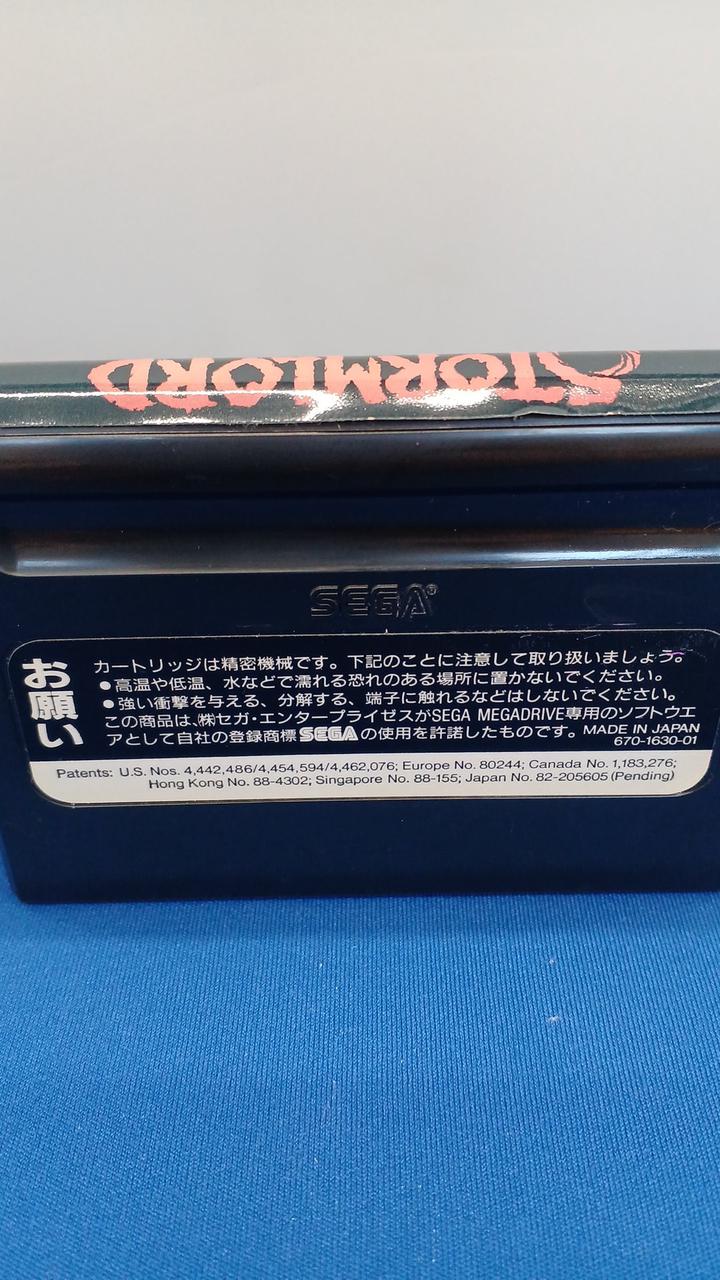 STORMLORD
SEGA®
お願い
カートリッジは精密機械です。下記のことに注意して取り扱いましょう。
●高温や低温、水などで濡れる恐れのある場所に置かないでください。
●強い衝撃を与える、分解する、端子に触れるなどはしないでください。
この商品は、㈱セガ・エンタープライゼスがSEGA MEGADRIVE専用のソフトウエ
アとして自社の登録商標SEGAの使用を許諾したものです。MADE IN JAPAN
670-1630-01
Patents: U.S. Nos. 4,442,486/4,454,594/4,462,076; Europe No. 80244; Canada No. 1,183,276;
Hong Kong No. 88-4302; Singapore No. 88-155; Japan No. 82-205605 (Pending)